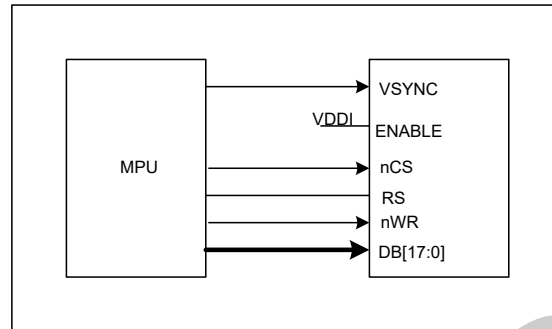 VSYNC
VDDI
ENABLE
MPU
nCS
RS
nWR
DB[17:0]